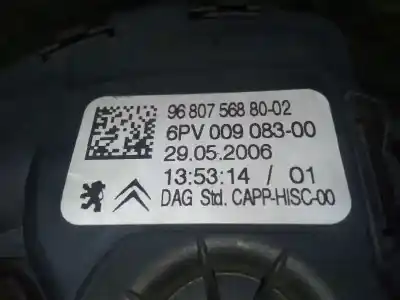 96 807 568 80-02
6PV 009 083-00
29.05.2006
13:53:14 / 01
DAG Std. CAPP-HISC-00